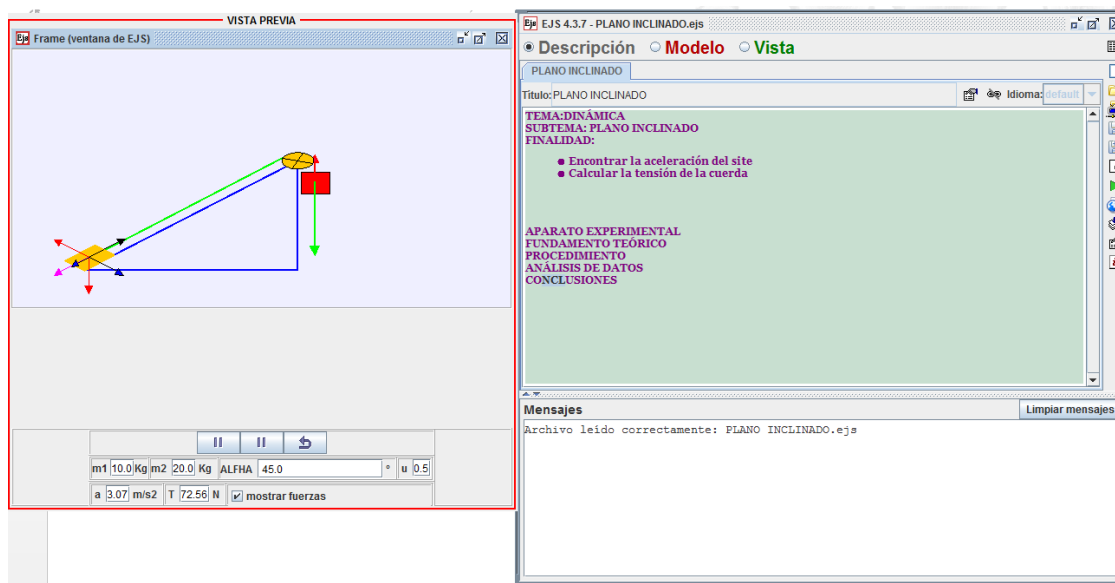 VISTA PREVIA
Frame (ventana de EJS)
m1 10.0 Kg m2 20.0 Kg ALFHA 45.0 º u 0.5
a 3.07 m/s2 T 72.56 N mostrar fuerzas
EJS 4.3.7 - PLANO INCLINADO.ejs
Descripción Modelo Vista
PLANO INCLINADO
Título: PLANO INCLINADO Idioma: default
TEMA:DINÁMICA
SUBTEMA: PLANO INCLINADO
FINALIDAD:
Encontrar la aceleración del site
Calcular la tensión de la cuerda
APARATO EXPERIMENTAL
FUNDAMENTO TEÓRICO
PROCEDIMIENTO
ANÁLISIS DE DATOS
CONCLUSIONES
Mensajes Limpiar mensajes
Archivo leído correctamente: PLANO INCLINADO.ejs